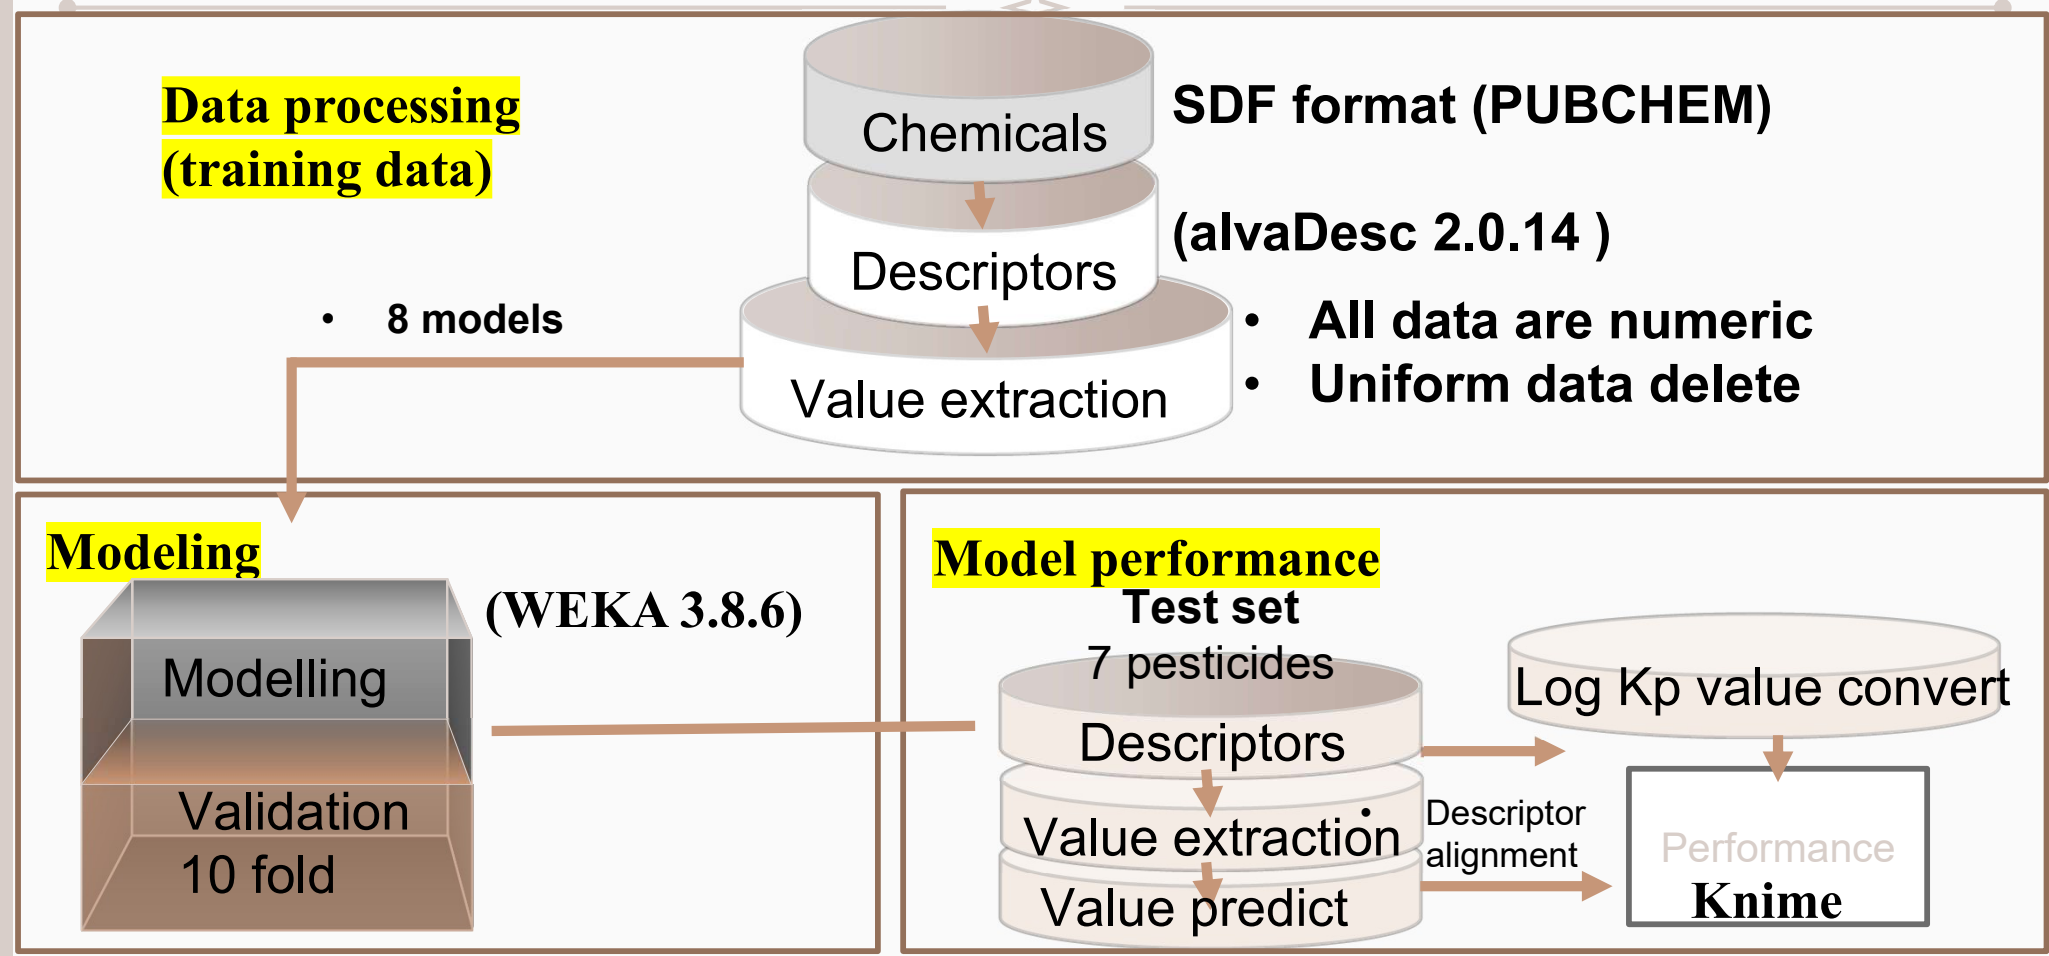 Data processing
(training data)
Chemicals
SDF format (PUBCHEM)
Descriptors
(alvaDesc 2.0.14 )
• 8 models
Value extraction
• All data are numeric
• Uniform data delete
Modeling
(WEKA 3.8.6)
Modelling
Validation
10 fold
Model performance
Test set
7 pesticides
Descriptors
Value extraction
Value predict
Log Kp value convert
• Descriptor
alignment
Performance
Knime